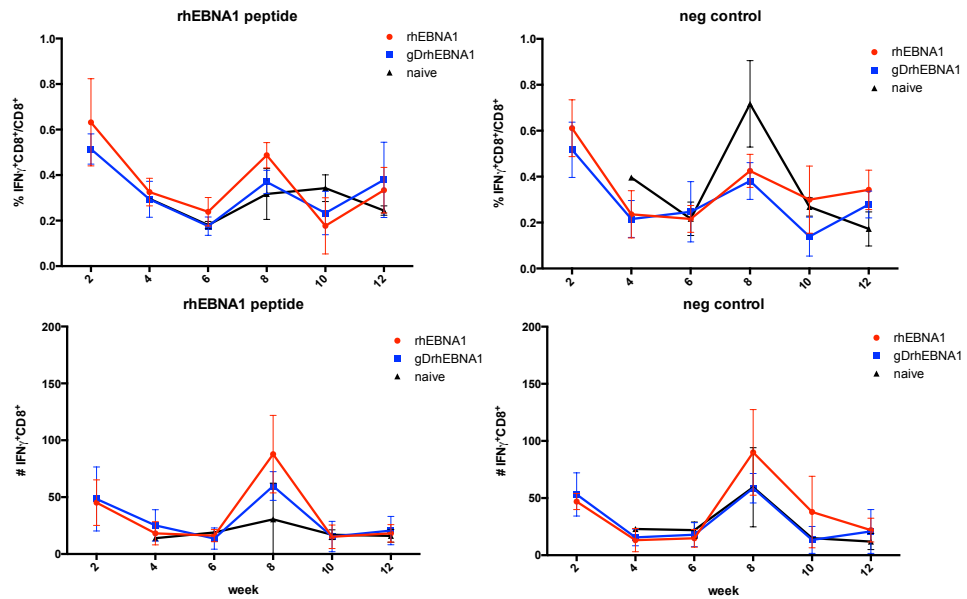 rhEBNA1 peptide
% IFNγ⁺CD8⁺/CD8⁺
1.0
0.8
0.6
0.4
0.2
0.0
2
4
6
8
10
12
rhEBNA1
gDrhEBNA1
naive
neg control
% IFNγ⁺CD8⁺/CD8⁺
1.0
0.8
0.6
0.4
0.2
0.0
2
4
6
8
10
12
rhEBNA1
gDrhEBNA1
naive
rhEBNA1 peptide
# IFNγ⁺CD8⁺
200
150
100
50
0
2
4
6
8
10
12
week
rhEBNA1
gDrhEBNA1
naive
neg control
# IFNγ⁺CD8⁺
200
150
100
50
0
2
4
6
8
10
12
week
rhEBNA1
gDrhEBNA1
naive